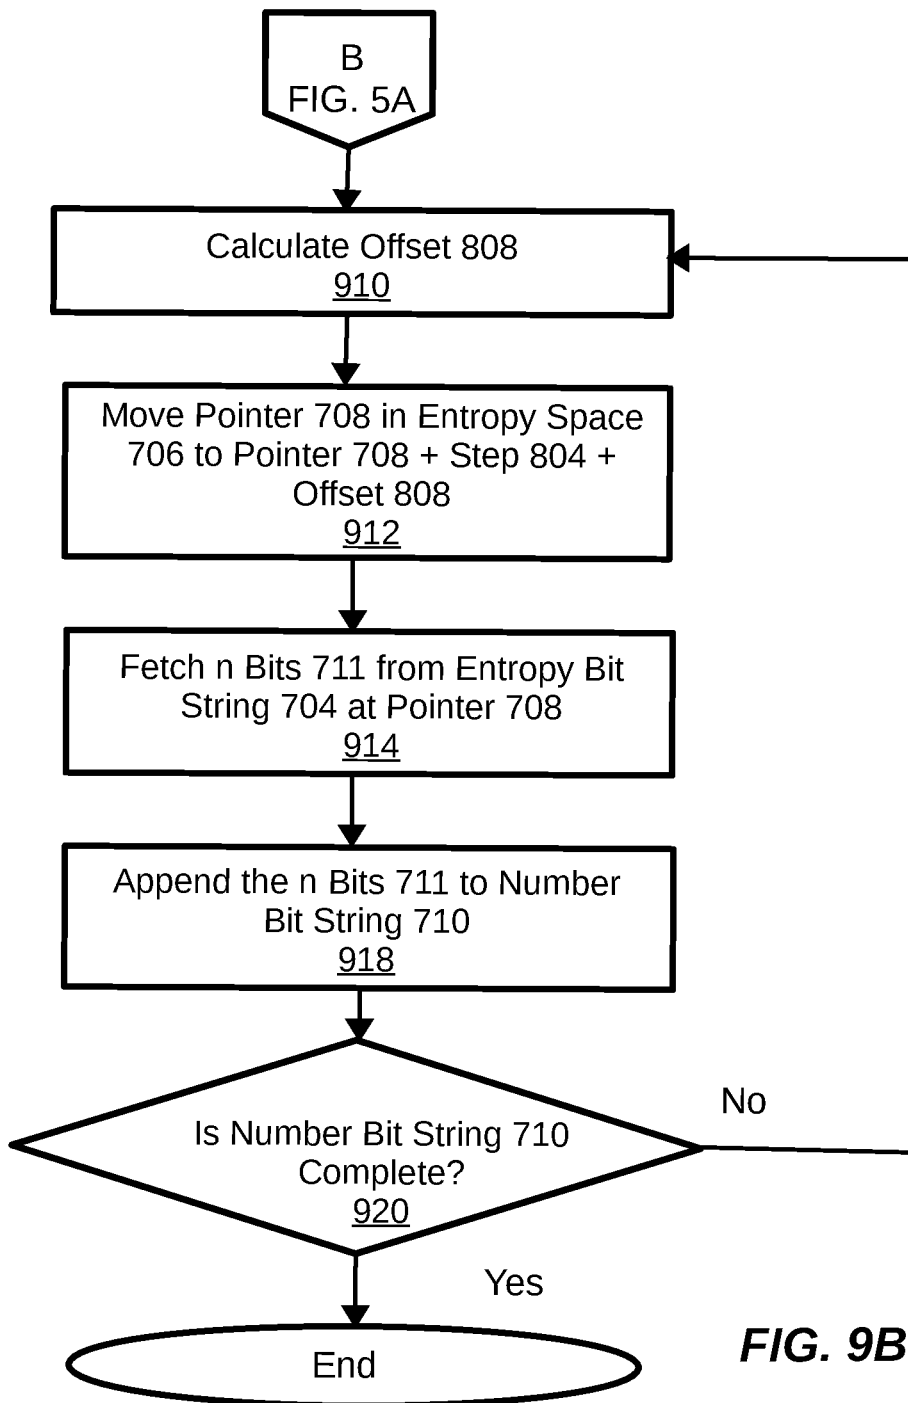 B
FIG. 5A
Calculate Offset 808
910
Move Pointer 708 in Entropy Space
706 to Pointer 708 + Step 804 +
Offset 808
912
Fetch n Bits 711 from Entropy Bit
String 704 at Pointer 708
914
Append the n Bits 711 to Number
Bit String 710
918
No
Is Number Bit String 710
Complete?
920
Yes
End
FIG. 9B